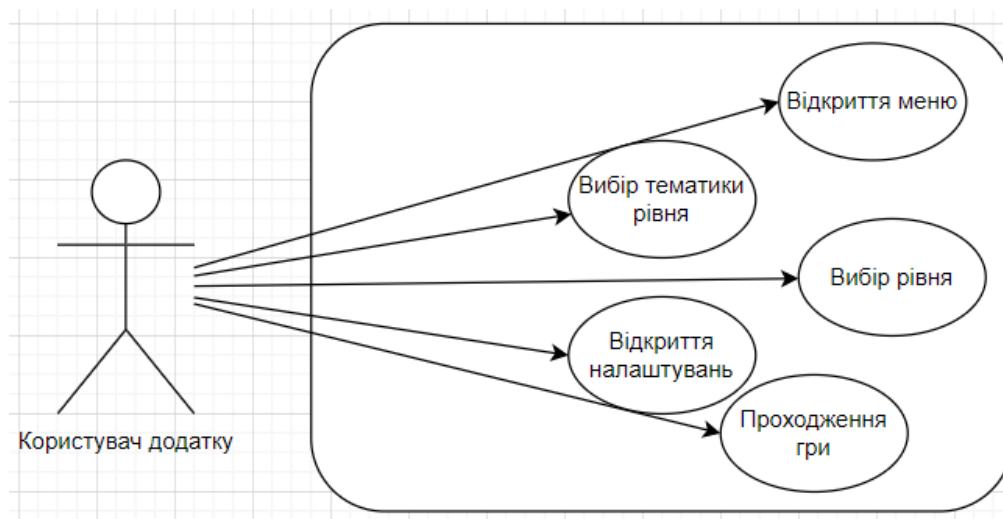 Відкриття меню
Вибір тематики
рівня
Вибір рівня
Відкриття
налаштувань
Проходження
гри
Користувач додатку